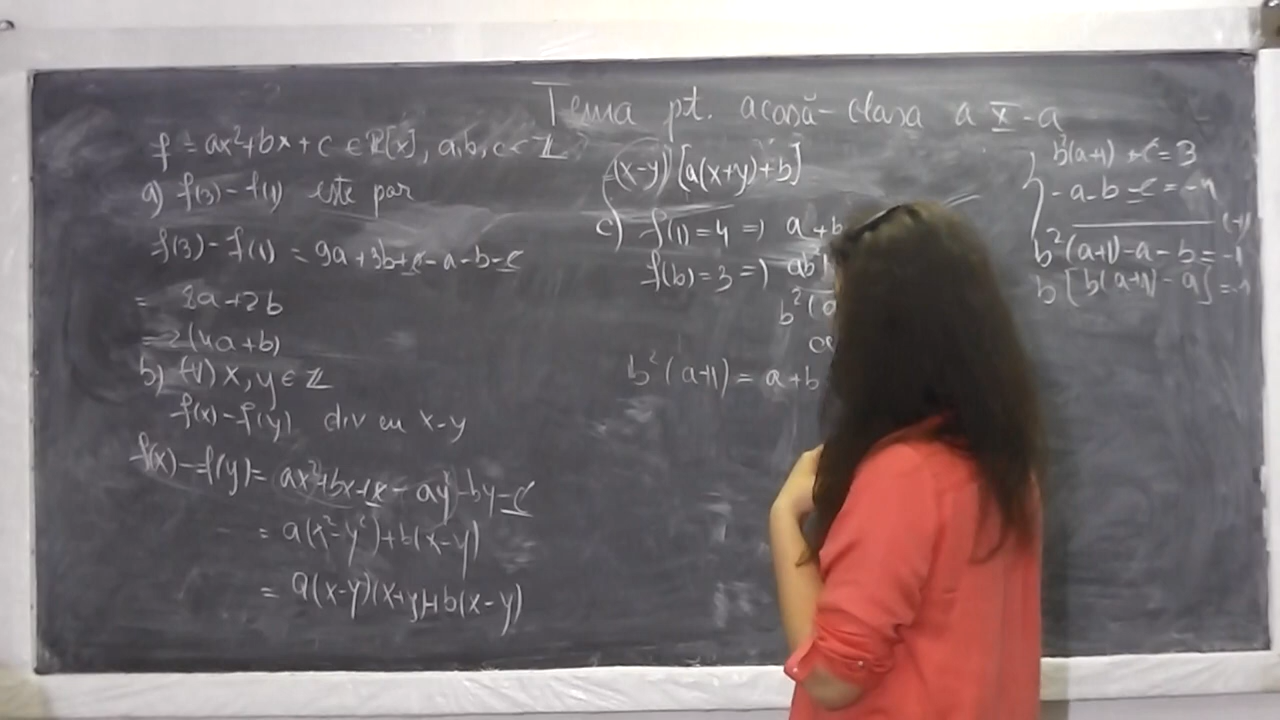 Tema pt. acasă - clasa a X-a
f = ax²+bx+c ∈ R[x], a,b,c ∈ Z
a) f(3)-f(1) este par
f(3)-f(1) = 9a+3b+c-a-b-c
= 8a+2b
= 2(4a+b)
b) (∀) x,y ∈ Z
f(x)-f(y) div cu x-y
f(x)-f(y) = ax²+bx+c - ay²-by-c
= a(x²-y²)+b(x-y)
= a(x-y)(x+y)+b(x-y)
(x-y)[a(x+y)+b]
c) f(1)=4 => a+b
f(b)=3 => ab²
b²(a
b²(a+1) = a+b
b²(a+1)+c=3
-a-b-c=-4
b²(a+1)-a-b=-1
b[b(a+1)-a]=-1